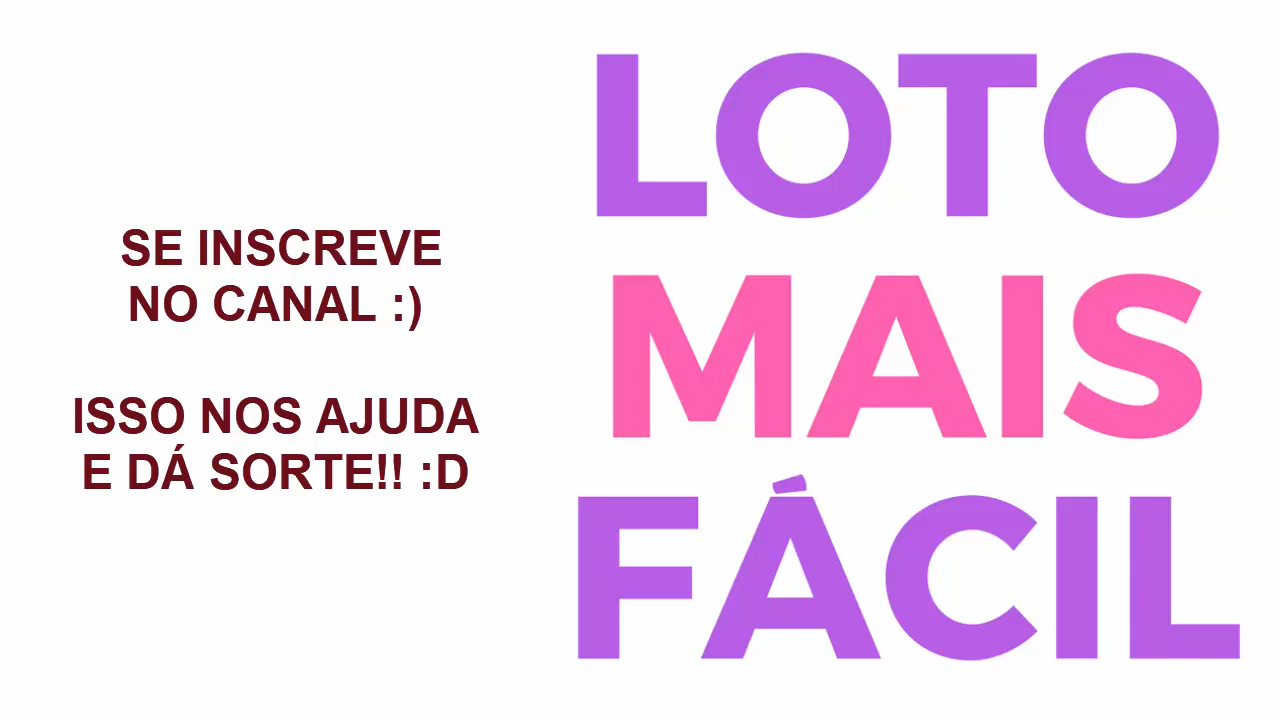 SE INSCREVE
NO CANAL :)
ISSO NOS AJUDA
E DÁ SORTE!! :D
LOTO
MAIS
FÁCIL